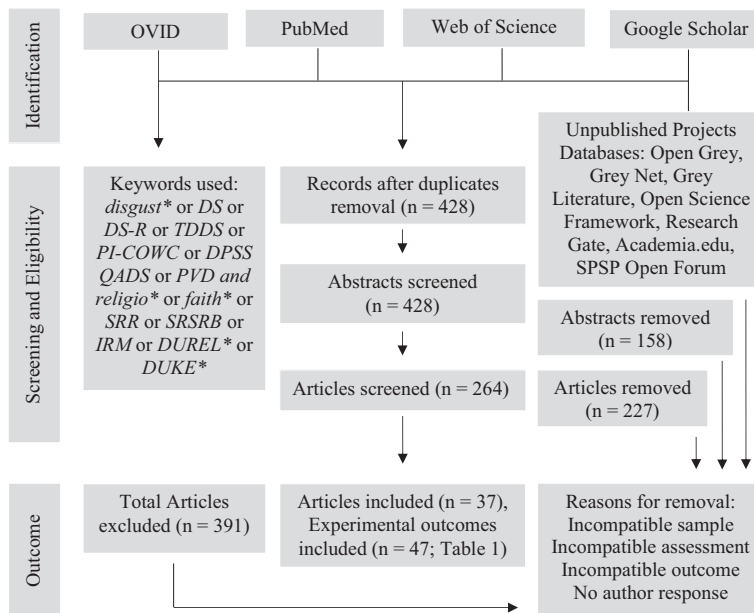 Identification
OVID
PubMed
Web of Science
Google Scholar
Unpublished Projects
Databases: Open Grey,
Grey Net, Grey
Literature, Open Science
Framework, Research
Gate, Academia.edu,
SPSP Open Forum
Screening and Eligibility
Keywords used:
disgust* or DS or
DS-R or TDDS or
PI-COWC or DPSS
QADS or PVD and
religio* or faith* or
SRR or SRSRB or
IRM or DUREL* or
DUKE*
Records after duplicates
removal (n = 428)
Abstracts screened
(n = 428)
Articles screened (n = 264)
Abstracts removed
(n = 158)
Articles removed
(n = 227)
Outcome
Total Articles
excluded (n = 391)
Articles included (n = 37),
Experimental outcomes
included (n = 47; Table 1)
Reasons for removal:
Incompatible sample
Incompatible assessment
Incompatible outcome
No author response